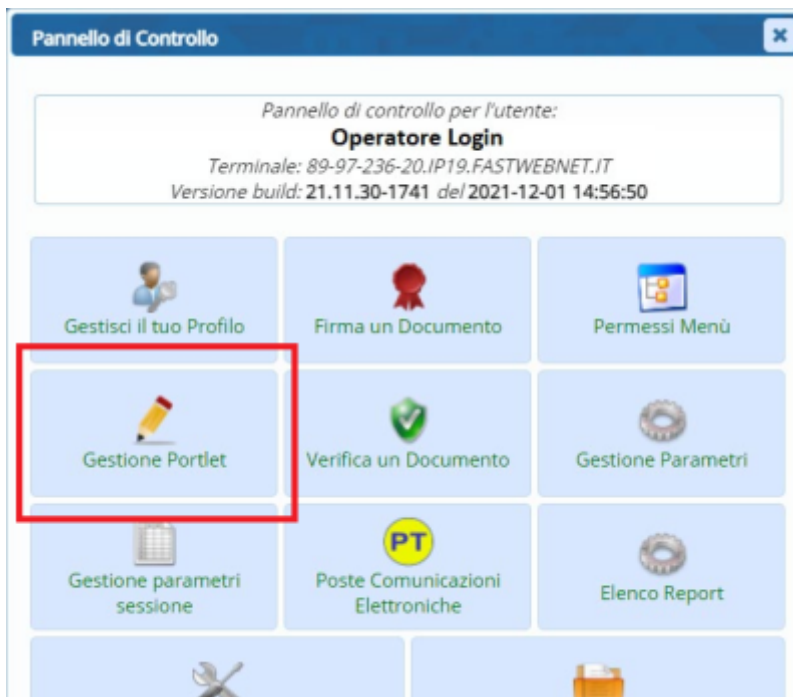 Pannello di Controllo
Pannello di controllo per l'utente:
Operatore Login
Terminale: 89-97-236-20.IP19.FASTWEBNET.IT
Versione build: 21.11.30-1741 del 2021-12-01 14:56:50
Gestisci il tuo Profilo
Firma un Documento
Permessi Menù
Gestione Portlet
Verifica un Documento
Gestione Parametri
Gestione parametri
sessione
PT
Poste Comunicazioni
Elettroniche
Elenco Report